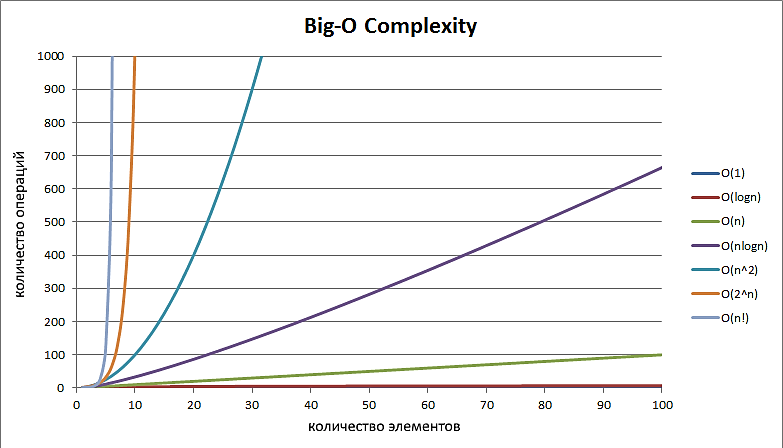 Big-O Complexity
количество операций
1000
900
800
700
600
500
400
300
200
100
0
0 10 20 30 40 50 60 70 80 90 100
количество элементов
O(1)
O(logn)
O(n)
O(nlogn)
O(n^2)
O(2^n)
O(n!)